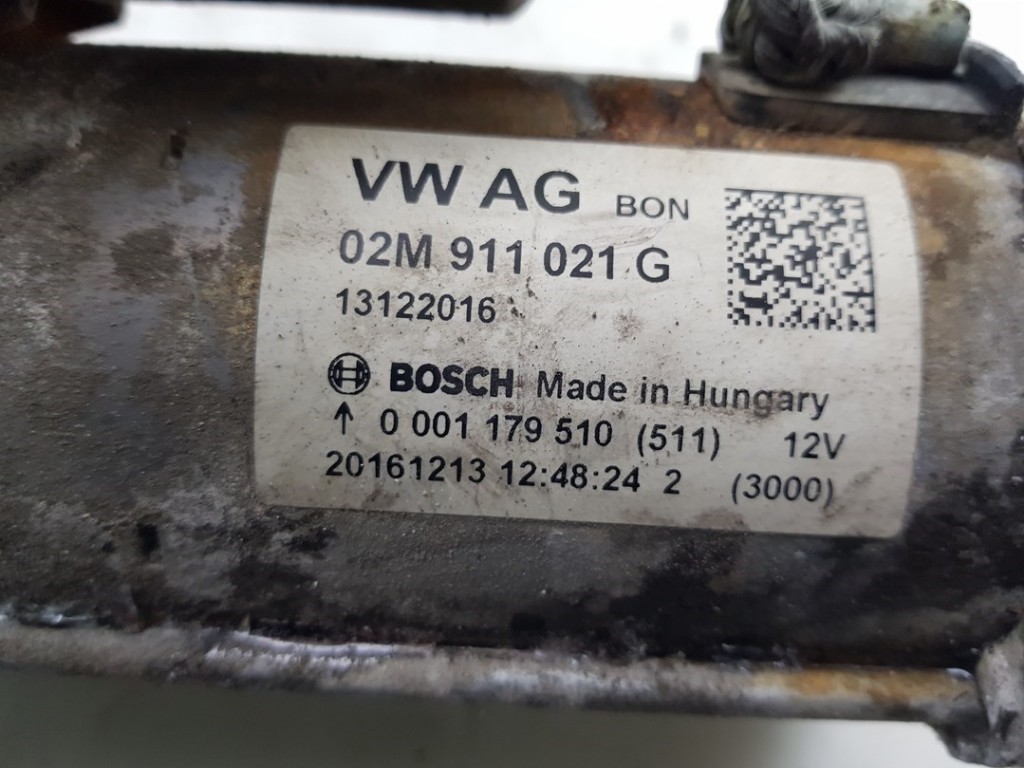 VW AG BON
02M 911 021 G
13122016
BOSCH Made in Hungary
↑ 0 001 179 510 (511) 12V
20161213 12:48:24 2 (3000)